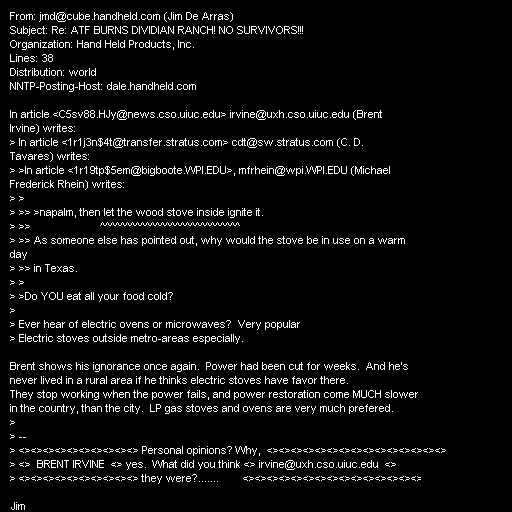 From: jmd@cube.handheld.com (Jim De Arras)
Subject: Re: ATF BURNS DIVIDIAN RANCH! NO SURVIVORS!!!
Organization: Hand Held Products, Inc.
Lines: 38
Distribution: world
NNTP-Posting-Host: dale.handheld.com

In article <C5sv88.HJy@news.cso.uiuc.edu> irvine@uxh.cso.uiuc.edu (Brent
Irvine) writes:
> In article <1r1j3n$4t@transfer.stratus.com> cdt@sw.stratus.com (C. D.
Tavares) writes:
> >In article <1r19tp$5em@bigboote.WPI.EDU>, mfrhein@wpi.WPI.EDU (Michael
Frederick Rhein) writes:
> >
> >> >napalm, then let the wood stove inside ignite it.
> >>                        ^^^^^^^^^^^^^^^^^^^^^^^^^^^^
> >> As someone else has pointed out, why would the stove be in use on a warm
day
> >> in Texas.
> >
> >Do YOU eat all your food cold?
>
> Ever hear of electric ovens or microwaves?  Very popular
> Electric stoves outside metro-areas especially.

Brent shows his ignorance once again.  Power had been cut for weeks.  And he's
never lived in a rural area if he thinks electric stoves have favor there.
They stop working when the power fails, and power restoration come MUCH slower
in the country, than the city.  LP gas stoves and ovens are very much prefered.
>
> --
> <><><><><><><><><><> Personal opinions? Why,  <><><><><><><><><><><><><><>
> <>  BRENT IRVINE  <> yes.  What did you think <> irvine@uxh.cso.uiuc.edu  <>
> <><><><><><><><><><> they were?.......        <><><><><><><><><><><><><><>

Jim